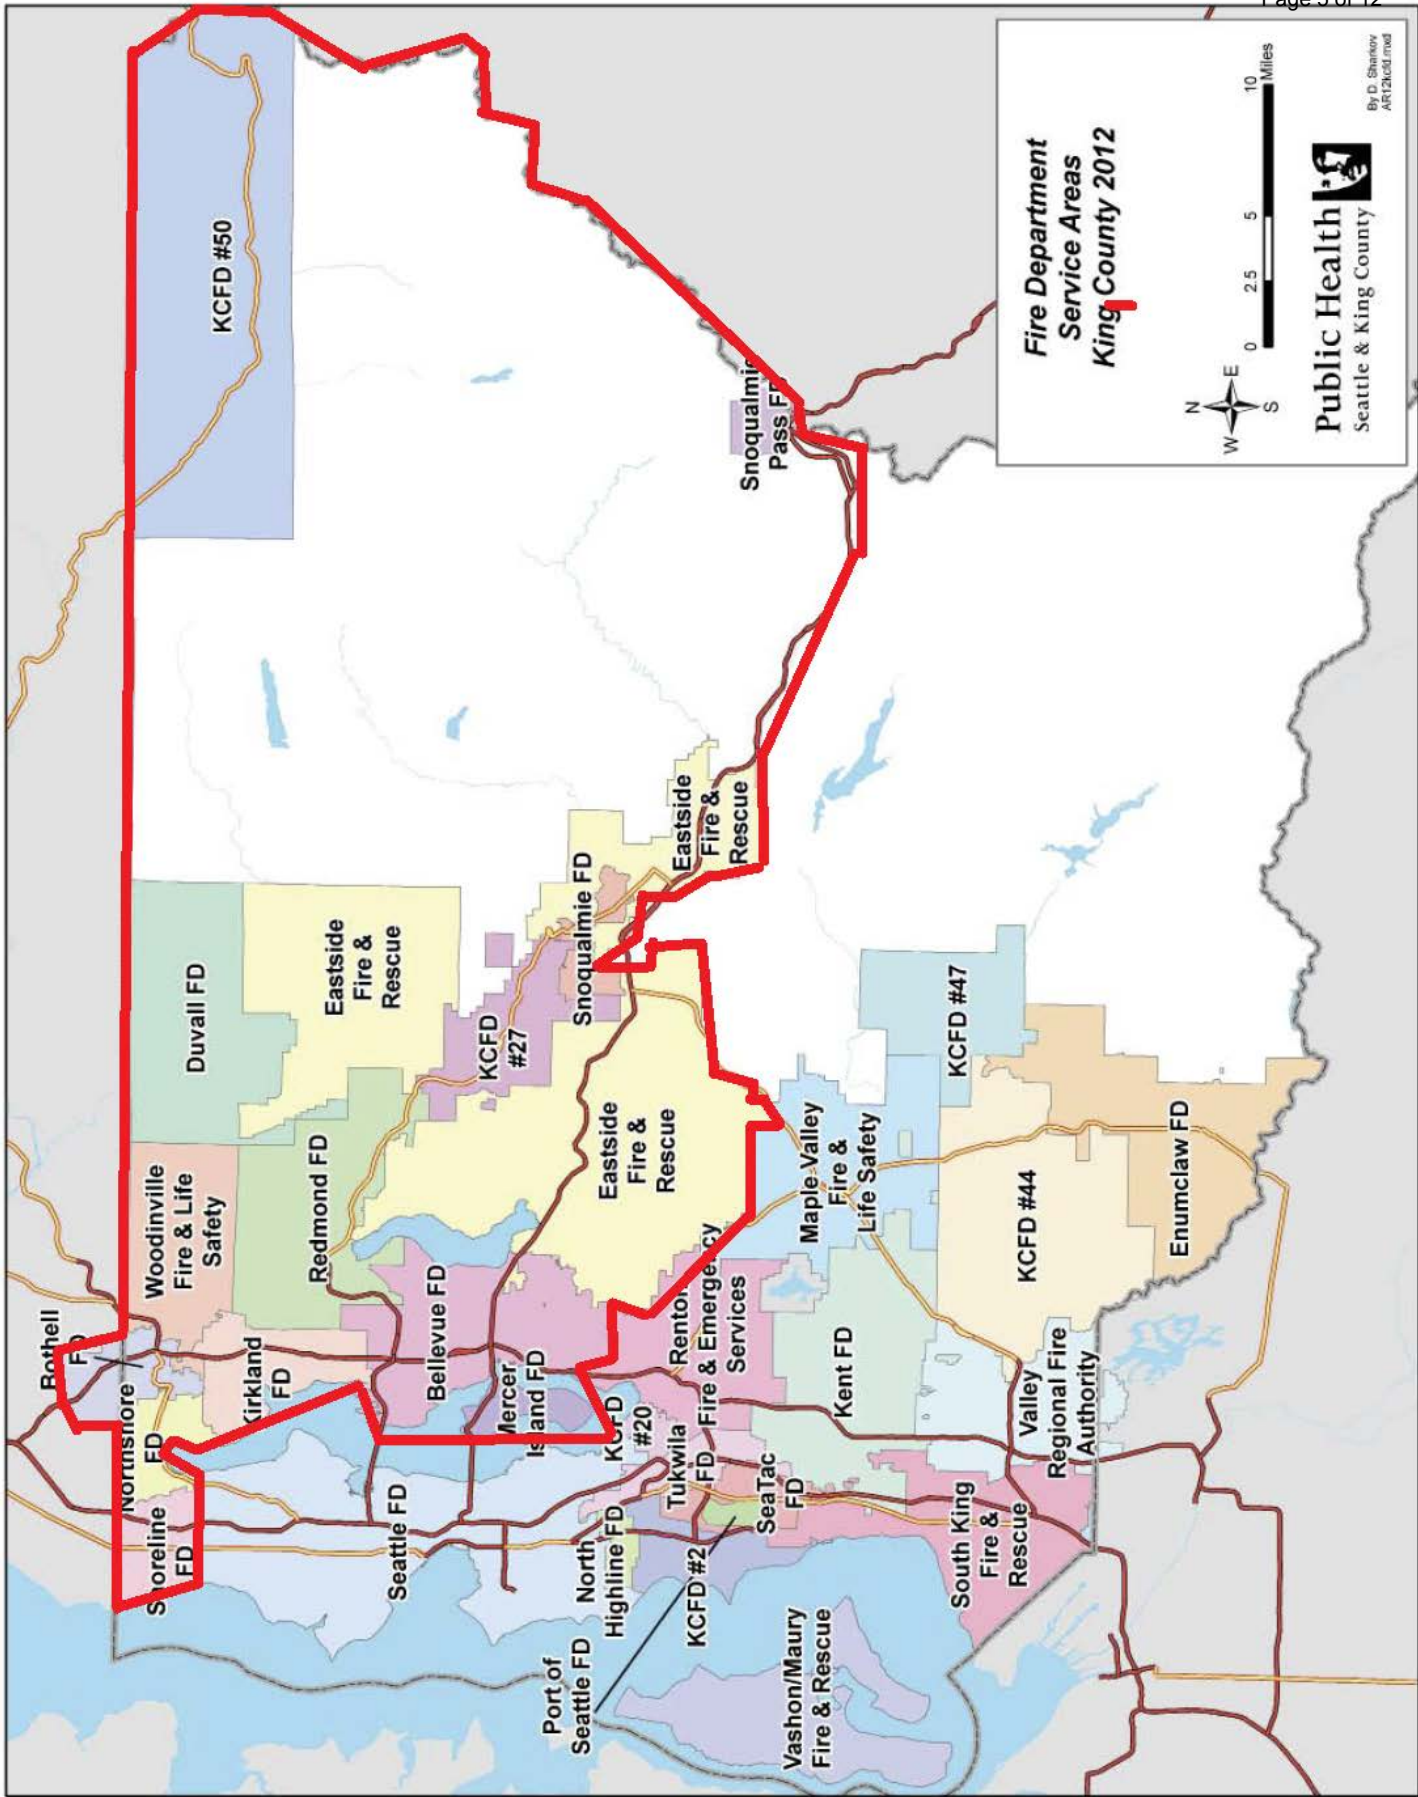 Page 5 of 12
Bothell
FD
Northshore
FD
Shoreline
FD
Woodinville
Fire & Life
Safety
Duvall FD
KCFD #50
Kirkland
FD
Redmond FD
Eastside
Fire &
Rescue
Seattle FD
Bellevue FD
Mercer
Island FD
KCFD
#27
Snoqualmie FD
Eastside
Fire &
Rescue
Eastside
Fire &
Rescue
Snoqualmie
Pass FD
North
Highline FD
KCFD
#20
Tukwila
FD
Renton
Fire & Emergency
Services
Port of
Seattle FD
KCFD #2
SeaTac
FD
Maple Valley
Fire &
Life Safety
Kent FD
Vashon/Maury
Fire & Rescue
South King
Fire &
Rescue
Valley
Regional Fire
Authority
KCFD #44
KCFD #47
Enumclaw FD
Fire Department
Service Areas
King County 2012
N
W E
S
0 2.5 5 10
Miles
Public Health
Seattle & King County
By D. Sharkov
AR12kcfd.mxd